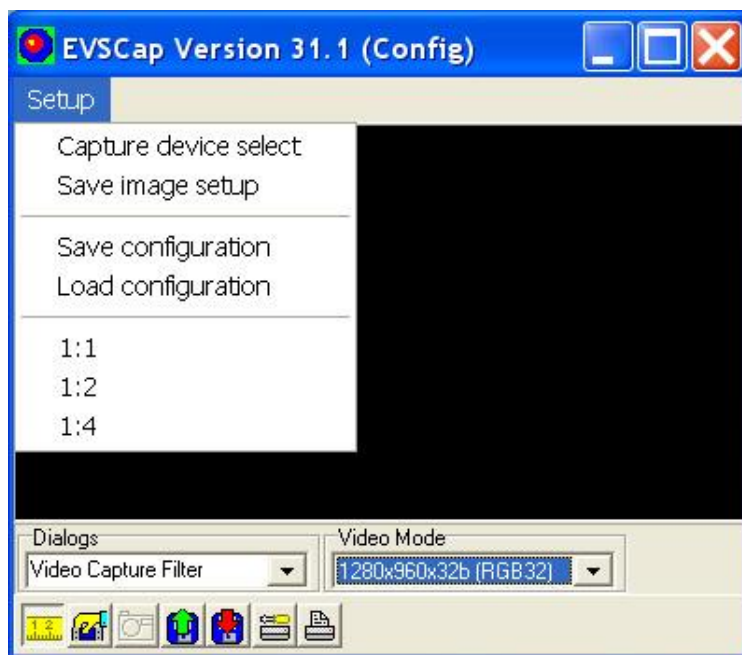 EVSCap Version 31.1 (Config)
Setup
Capture device select
Save image setup
Save configuration
Load configuration
1:1
1:2
1:4
Dialogs
Video Mode
Video Capture Filter
1280x960x32b (RGB32)
1 2